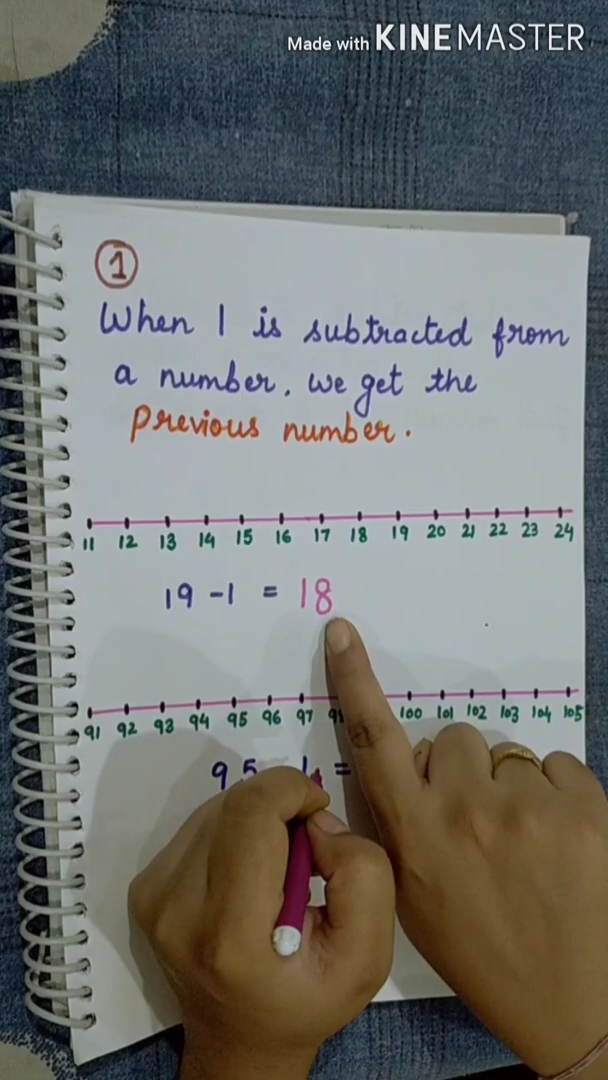 Made with KINEMASTER
1
When 1 is subtracted from
a number, we get the
Previous number.
11 12 13 14 15 16 17 18 19 20 21 22 23 24
19 - 1 = 18
91 92 93 94 95 96 97 100 101 102 103 104 105
95 =